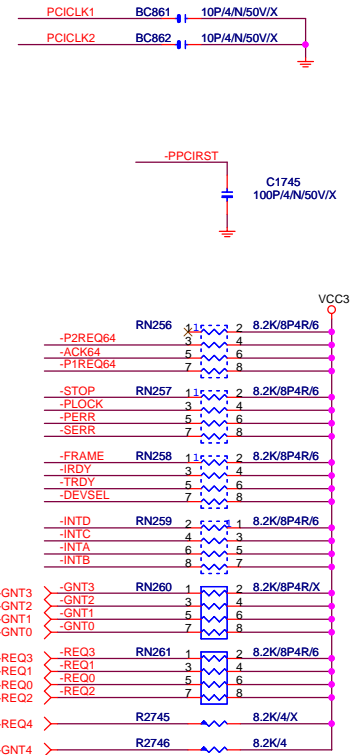 PCICLK1 BC861 10P/4/N/50V/X
PCICLK2 BC862 10P/4/N/50V/X
-PPCIRST
C1745
100P/4/N/50V/X
VCC3
RN256 1 1 2 8.2K/8P4R/6
-P2REQ64 3 4
-ACK64 5 6
-P1REQ64 7 8
-STOP RN257 1 1 2 8.2K/8P4R/6
-PLOCK 3 4
-PERR 5 6
-SERR 7 8
-FRAME RN258 1 1 2 8.2K/8P4R/6
-IRDY 3 4
-TRDY 5 6
-DEVSEL 7 8
-INTD RN259 2 1 1 8.2K/8P4R/6
-INTC 4 3
-INTA 6 5
-INTB 8 7
-GNT3 -GNT3 RN260 1 2 8.2K/8P4R/X
-GNT2 -GNT2 3 4
-GNT1 -GNT1 5 6
-GNT0 -GNT0 7 8
-REQ3 -REQ3 RN261 1 2 8.2K/8P4R/6
-REQ1 -REQ1 3 4
-REQ0 -REQ0 5 6
-REQ2 -REQ2 7 8
-REQ4 R2745 8.2K/4/X
-GNT4 R2746 8.2K/4